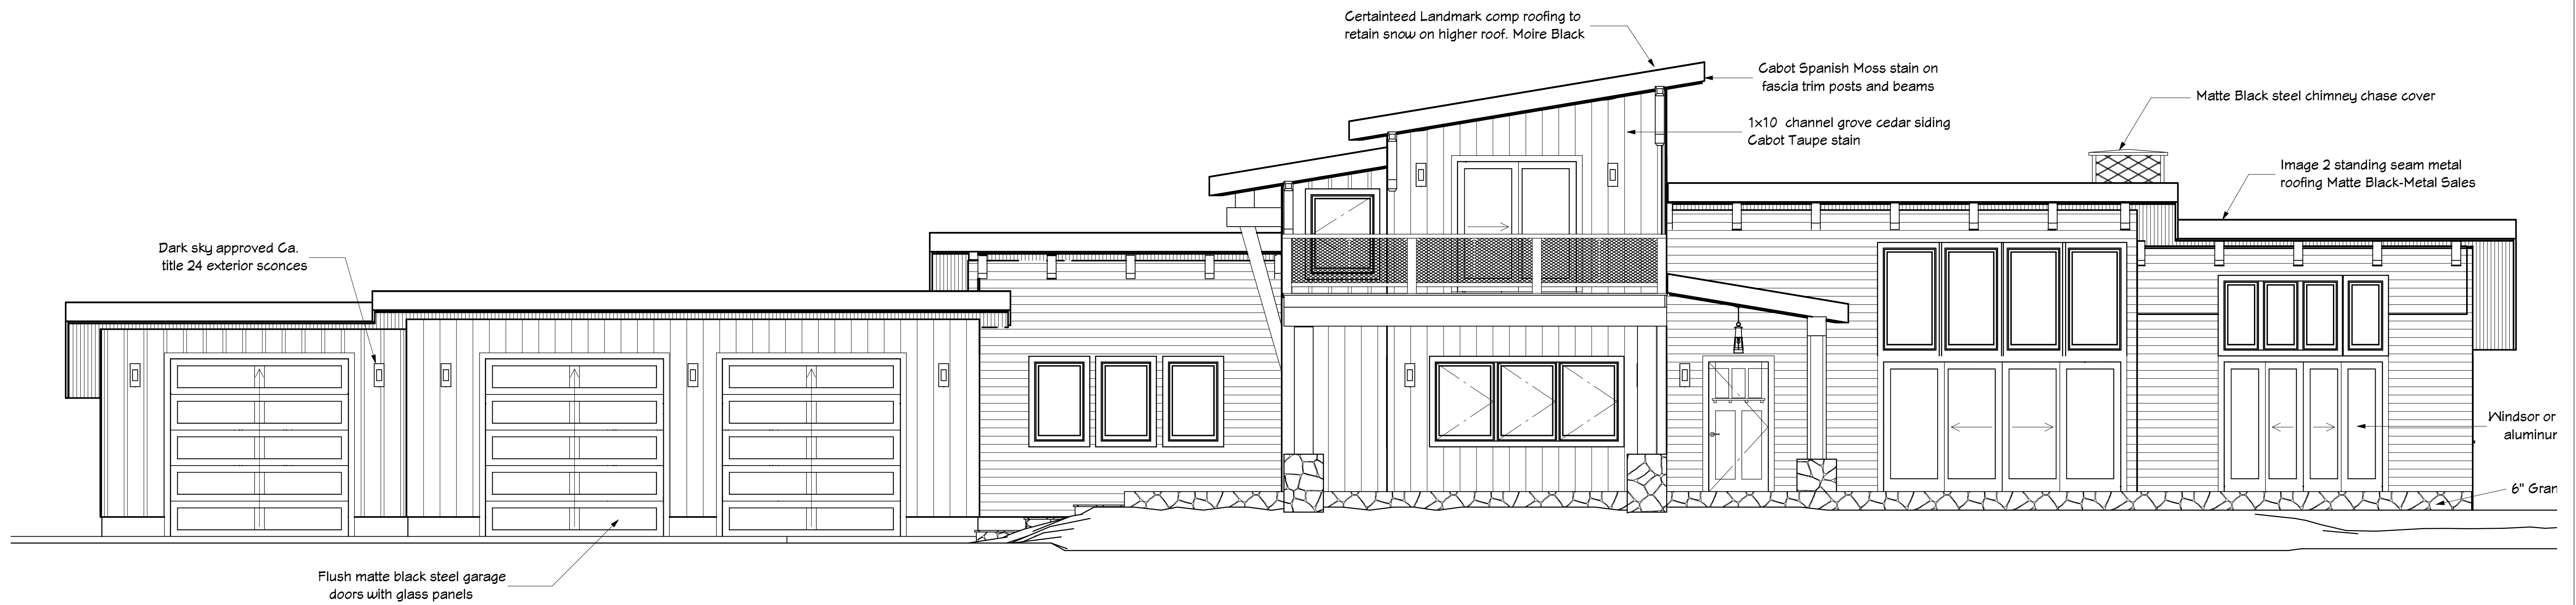 Certainteed Landmark comp roofing to
retain snow on higher roof. Moire Black
Cabot Spanish Moss stain on
fascia trim posts and beams
Matte Black steel chimney chase cover
1x10 channel grove cedar siding
Cabot Taupe stain
Image 2 standing seam metal
roofing Matte Black-Metal Sales
Dark sky approved Ca.
title 24 exterior sconces
Windsor or
6" Gran
Flush matte black steel garage
doors with glass panels